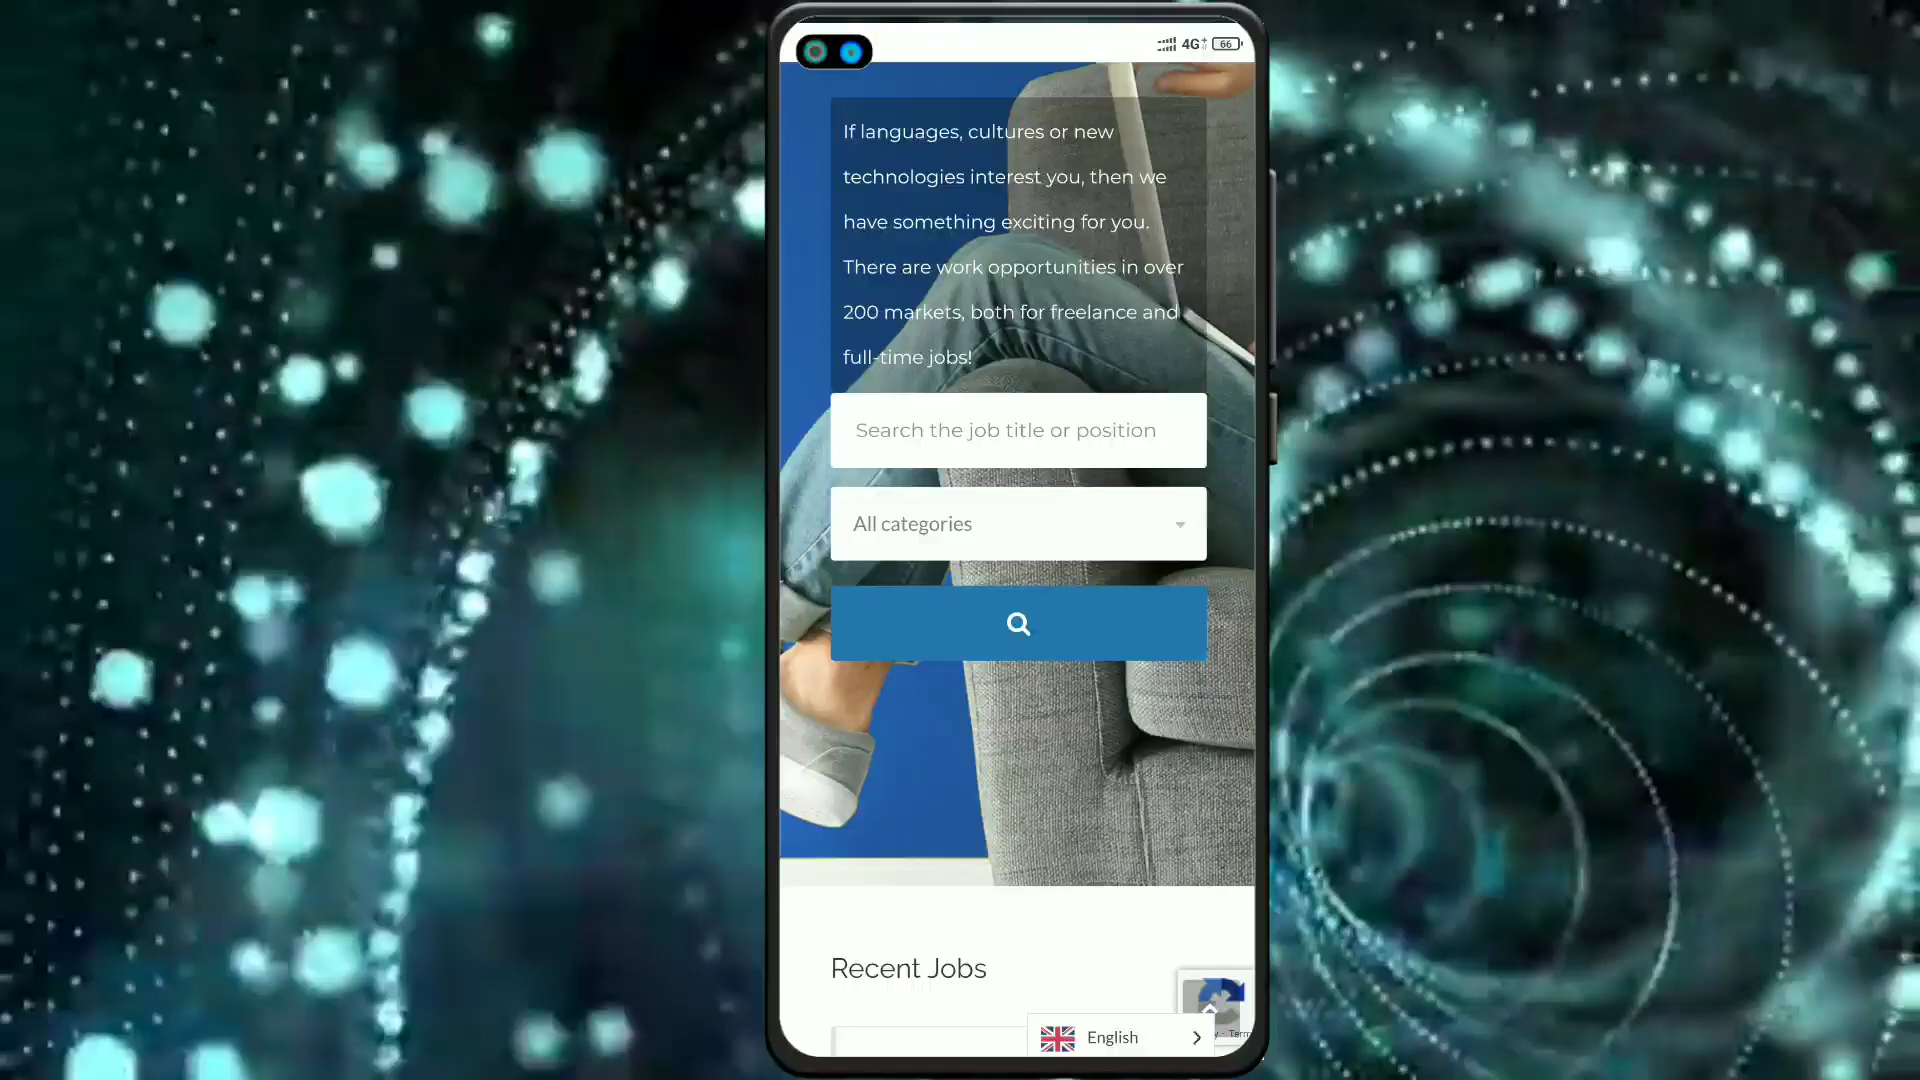 4G+
66
If languages, cultures or new
technologies interest you, then we
have something exciting for you.
There are work opportunities in over
200 markets, both for freelance and
full-time jobs!
Search the job title or position
All categories
Recent Jobs
English